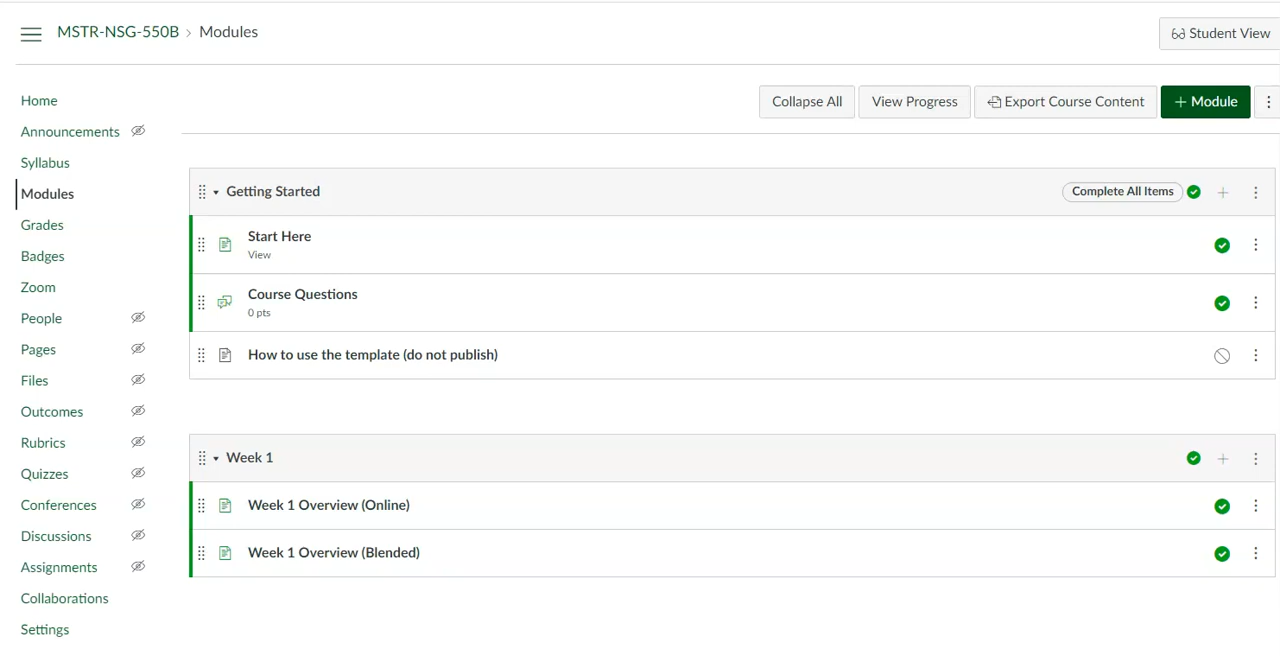 MSTR-NSG-550B › Modules
Student View
Home
Announcements
Syllabus
Modules
Grades
Badges
Zoom
People
Pages
Files
Outcomes
Rubrics
Quizzes
Conferences
Discussions
Assignments
Collaborations
Settings
Collapse All
View Progress
Export Course Content
+ Module
Getting Started
Complete All Items
Start Here
View
Course Questions
0 pts
How to use the template (do not publish)
Week 1
Week 1 Overview (Online)
Week 1 Overview (Blended)